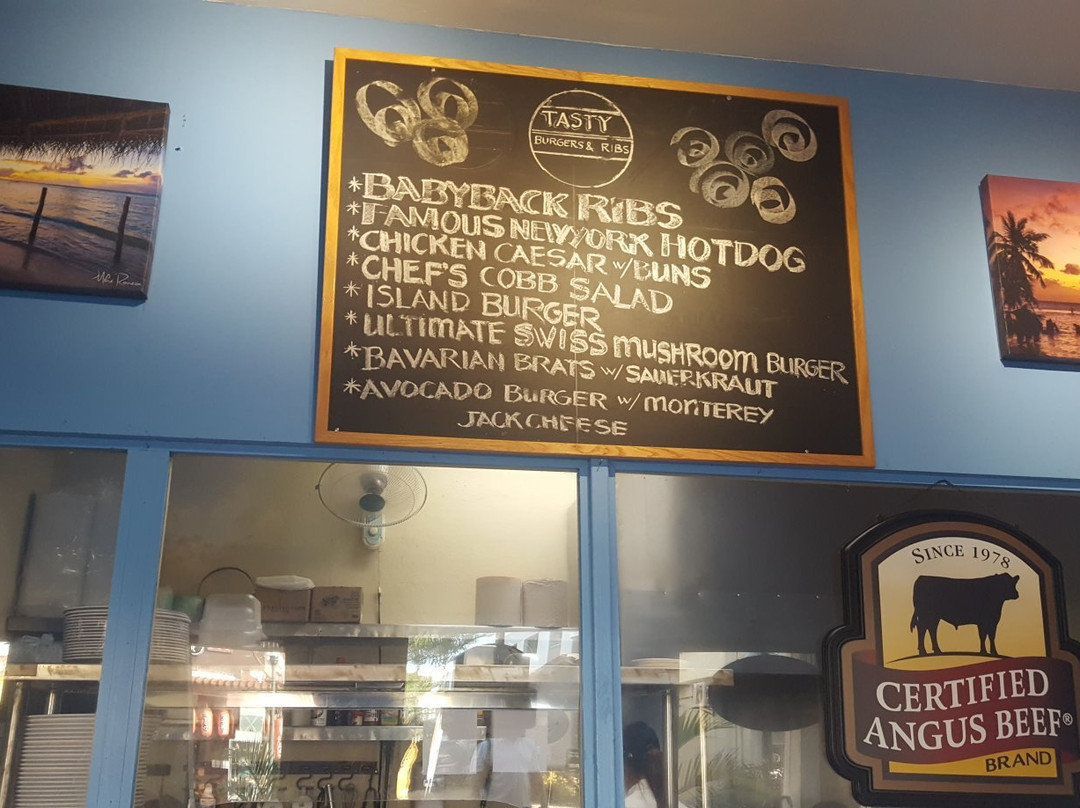 TASTY
BURGERS & RIBS
*BABYBACK RIBS
*FAMOUS NEWYORK HOTDOG
*CHICKEN CAESAR w/BUNS
*CHEF'S COBB SALAD
*ISLAND BURGER
*ULTIMATE SWISS MUSHROOM BURGER
*BAVARIAN BRATS w/SAUERKRAUT
*AVOCADO BURGER w/ MONTEREY
JACK CHEESE
SINCE 1978
CERTIFIED
ANGUS BEEF®
BRAND